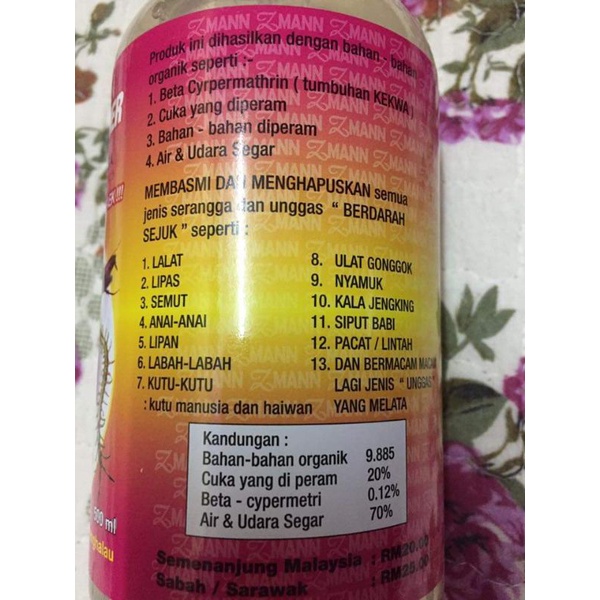 Produk ini dihasilkan dengan bahan - bahan
organik seperti :-
1. Beta Cyrpermathrin ( tumbuhan KEKWA )
2. Cuka yang diperam
3. Bahan - bahan diperam
4. Air & Udara Segar
MEMBASMI DAN MENGHAPUSKAN semua
jenis serangga dan unggas “ BERDARAH
SEJUK ” seperti :
1. LALAT
2. LIPAS
3. SEMUT
4. ANAI-ANAI
5. LIPAN
6. LABAH-LABAH
7. KUTU-KUTU
: kutu manusia dan haiwan
8. ULAT GONGGOK
9. NYAMUK
10. KALA JENGKING
11. SIPUT BABI
12. PACAT / LINTAH
13. DAN BERMACAM MACAM
LAGI JENIS “ UNGGAS ”
YANG MELATA
Kandungan :
Bahan-bahan organik 9.885
Cuka yang di peram 20%
Beta - cypermetri 0.12%
Air & Udara Segar 70%
Semenanjung Malaysia : RM20.00
Sabah / Sarawak : RM25.00
500 ml